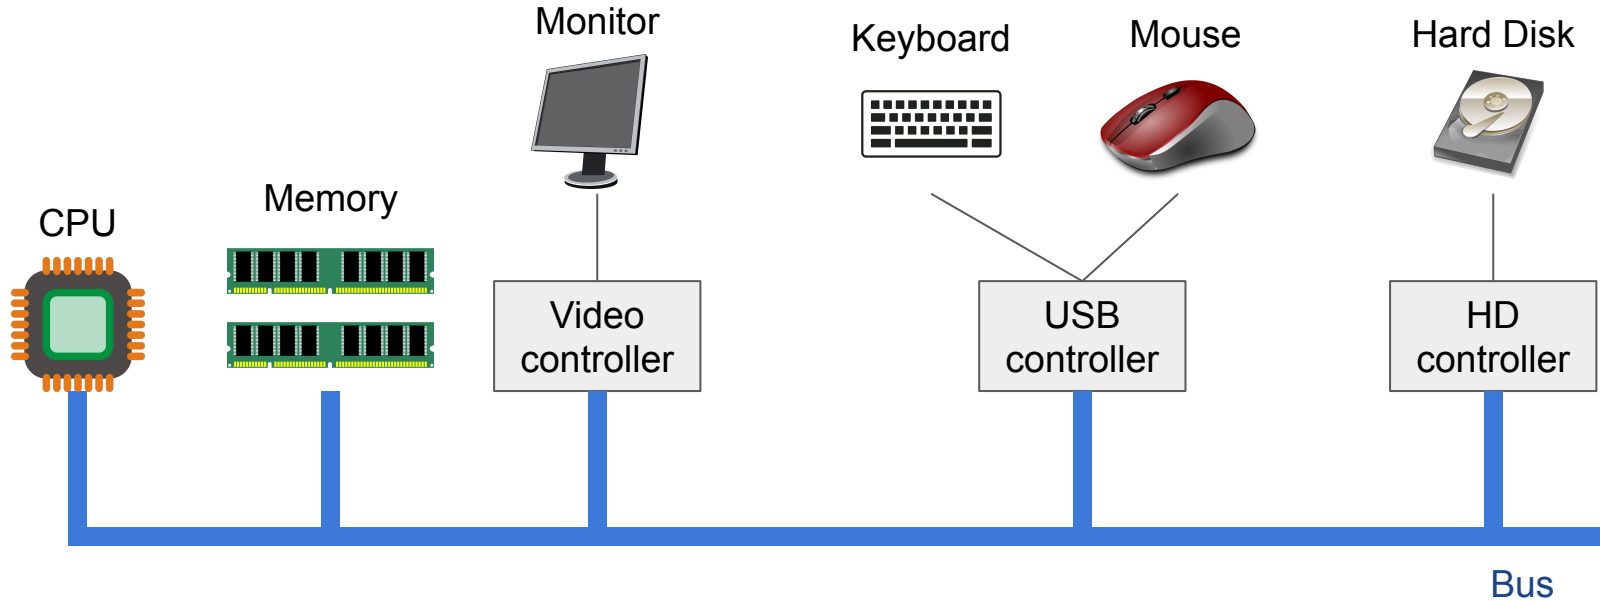 Monitor
Keyboard
Mouse
Hard Disk
CPU
Memory
Video
controller
USB
controller
HD
controller
Bus